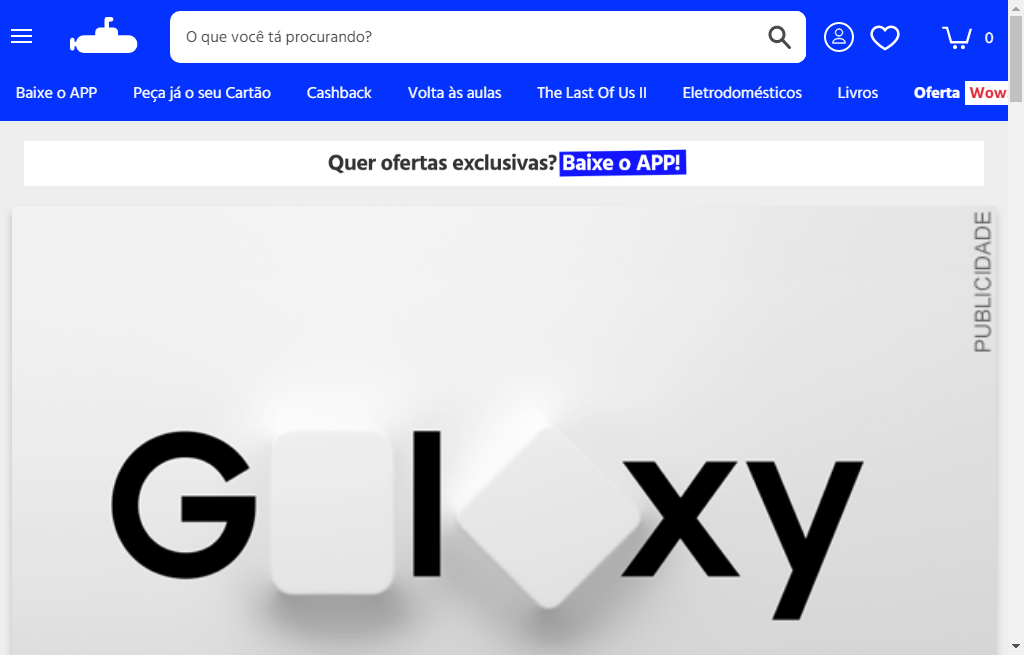 O que você tá procurando?
0
Baixe o APP Peça já o seu Cartão Cashback Volta às aulas The Last Of Us II Eletrodomésticos Livros Oferta Wow
Quer ofertas exclusivas? Baixe o APP!
PUBLICIDADE
G l xy